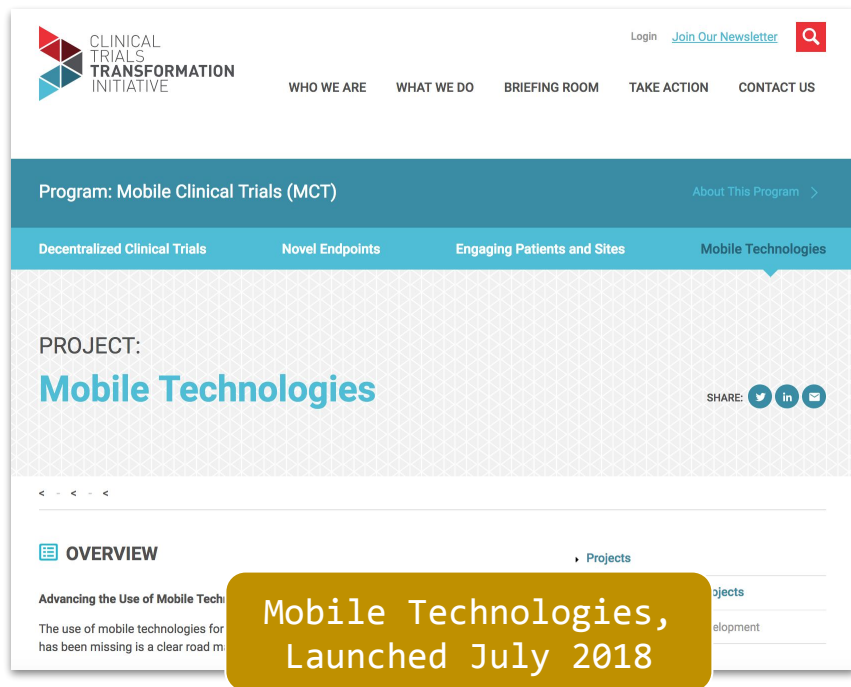 CLINICAL
TRIALS
TRANSFORMATION
INITIATIVE
Login Join Our Newsletter
WHO WE ARE WHAT WE DO BRIEFING ROOM TAKE ACTION CONTACT US
Program: Mobile Clinical Trials (MCT)
About This Program >
Decentralized Clinical Trials Novel Endpoints Engaging Patients and Sites Mobile Technologies
PROJECT:
Mobile Technologies
SHARE:
< - < - <
OVERVIEW
Projects
Advancing the Use of Mobile
The use of mobile technologies for
has been missing is a clear road
Mobile Technologies,
Launched July 2018